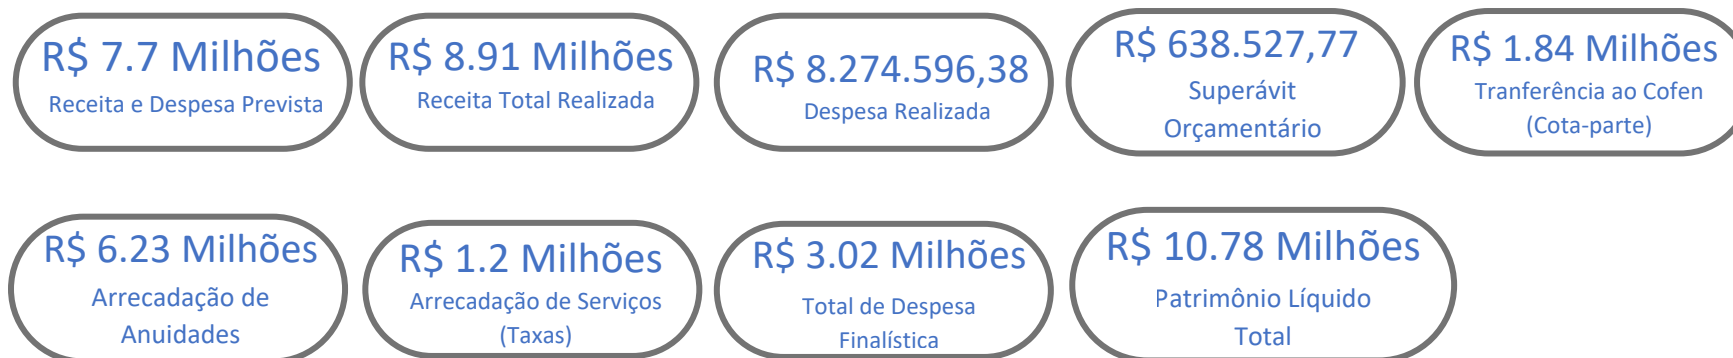 R$ 7.7 Milhões
Receita e Despesa Prevista
R$ 8.91 Milhões
Receita Total Realizada
R$ 8.274.596,38
Despesa Realizada
R$ 638.527,77
Superávit
Orçamentário
R$ 1.84 Milhões
Tranferência ao Cofen
(Cota-parte)
R$ 6.23 Milhões
Arrecadação de
Anuidades
R$ 1.2 Milhões
Arrecadação de Serviços
(Taxas)
R$ 3.02 Milhões
Total de Despesa
Finalística
R$ 10.78 Milhões
Patrimônio Líquido
Total